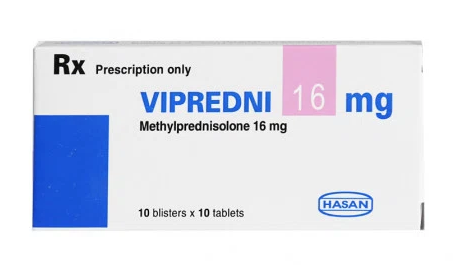 Rx Prescription only
VIPREDNI 16 mg
Methylprednisolone 16 mg
10 blisters x 10 tablets
HASAN